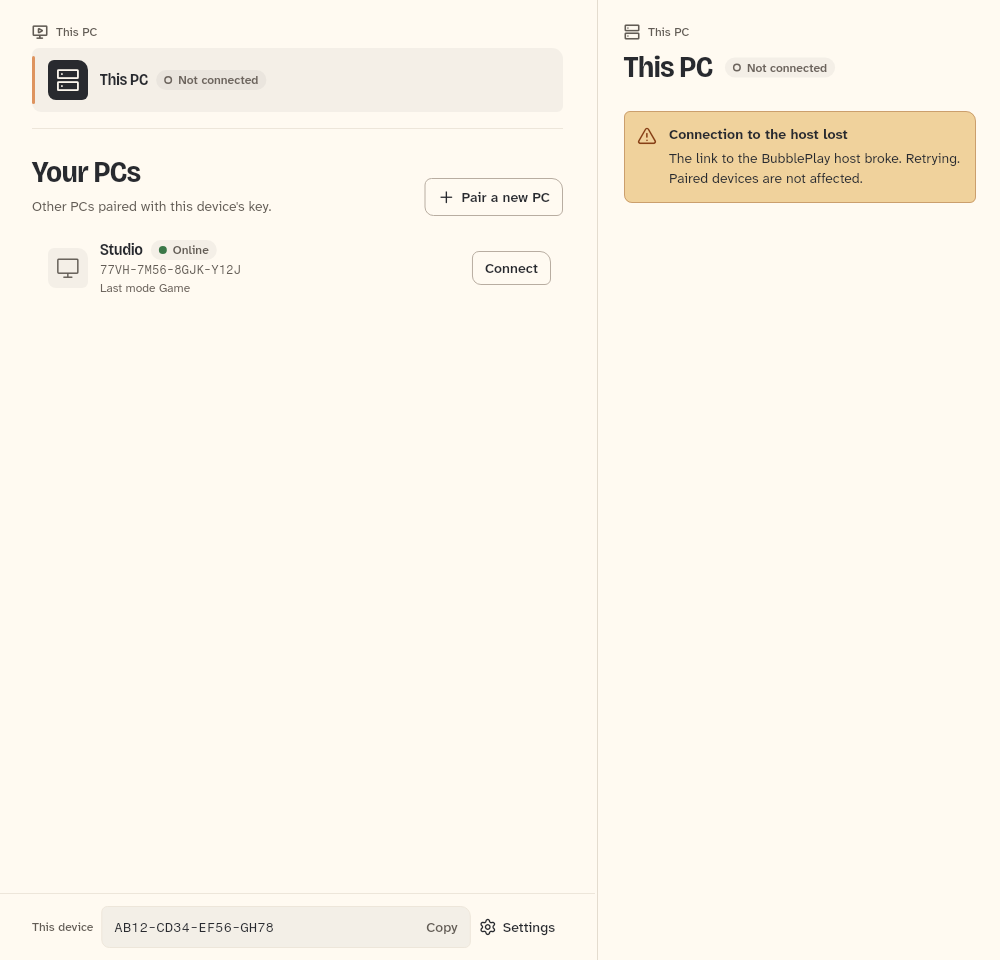 This PC
This PC Not connected
Your PCs
Other PCs paired with this device's key.
Pair a new PC
Studio Online
77VH-7M56-8GJK-Y12J
Last mode Game
Connect
This device AB12-CD34-EF56-GH78 Copy Settings
This PC
This PC Not connected
Connection to the host lost
The link to the BubblePlay host broke. Retrying.
Paired devices are not affected.